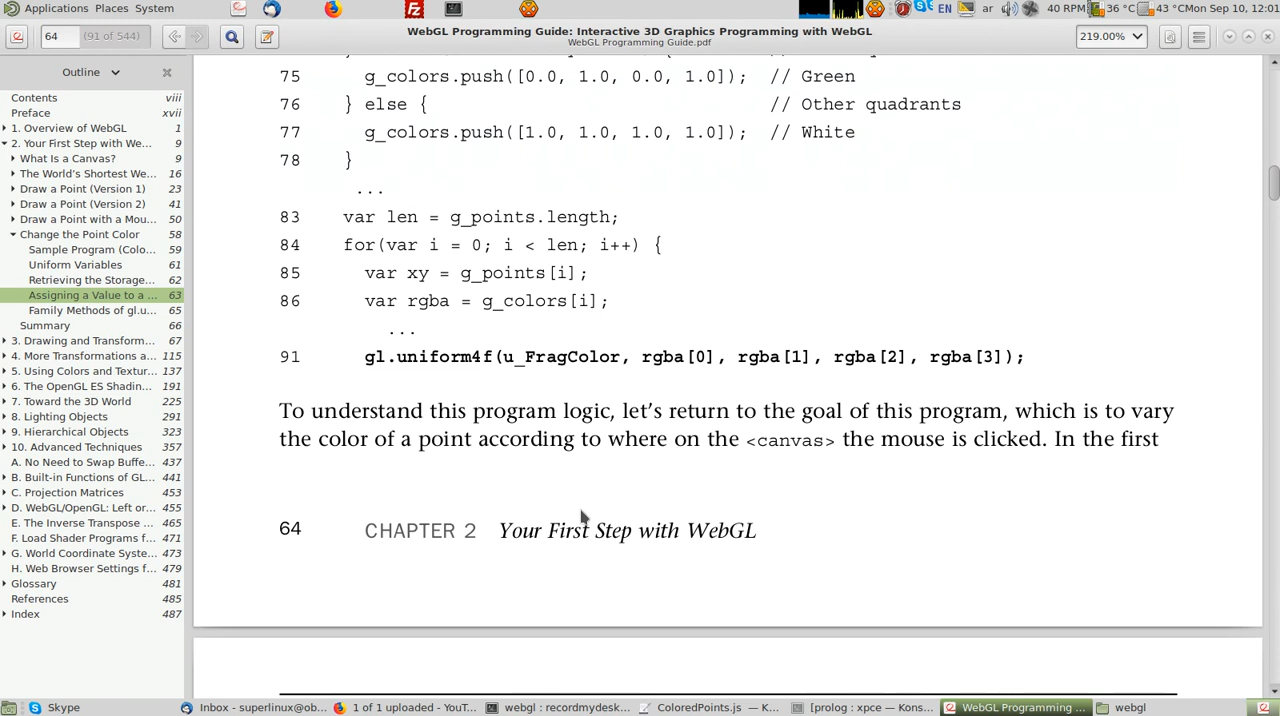 Applications Places System
EN
ar
40 RPM
36 °C
43 °C
Mon Sep 10, 12:01
64
(91 of 544)
WebGL Programming Guide: Interactive 3D Graphics Programming with WebGL
WebGL Programming Guide.pdf
219.00%
Outline
Contents viii
Preface xvii
1. Overview of WebGL 1
2. Your First Step with We... 9
What Is a Canvas? 9
The World's Shortest We... 16
Draw a Point (Version 1) 23
Draw a Point (Version 2) 41
Draw a Point with a Mou... 50
Change the Point Color 58
Sample Program (Colo... 59
Uniform Variables 61
Retrieving the Storage... 62
Assigning a Value to a ... 63
Family Methods of gl.u... 65
Summary 66
3. Drawing and Transform... 67
4. More Transformations a... 115
5. Using Colors and Textur... 137
6. The OpenGL ES Shadin... 191
7. Toward the 3D World 225
8. Lighting Objects 291
9. Hierarchical Objects 323
10. Advanced Techniques 357
A. No Need to Swap Buffe... 437
B. Built-in Functions of GL... 441
C. Projection Matrices 453
D. WebGL/OpenGL: Left or... 455
E. The Inverse Transpose ... 465
F. Load Shader Programs f... 471
G. World Coordinate Syste... 473
H. Web Browser Settings f... 479
Glossary 481
References 485
Index 487
75 g_colors.push([0.0, 1.0, 0.0, 1.0]); // Green
76 } else { // Other quadrants
77 g_colors.push([1.0, 1.0, 1.0, 1.0]); // White
78 }
...
83 var len = g_points.length;
84 for(var i = 0; i < len; i++) {
85 var xy = g_points[i];
86 var rgba = g_colors[i];
...
91 gl.uniform4f(u_FragColor, rgba[0], rgba[1], rgba[2], rgba[3]);
To understand this program logic, let's return to the goal of this program, which is to vary
the color of a point according to where on the <canvas> the mouse is clicked. In the first
64 CHAPTER 2 Your First Step with WebGL
Skype
Inbox - superlinux@ob...
1 of 1 uploaded - YouT...
webgl : recordmydesk...
ColoredPoints.js — K...
[prolog : xpce — Kons...
WebGL Programming ...
webgl